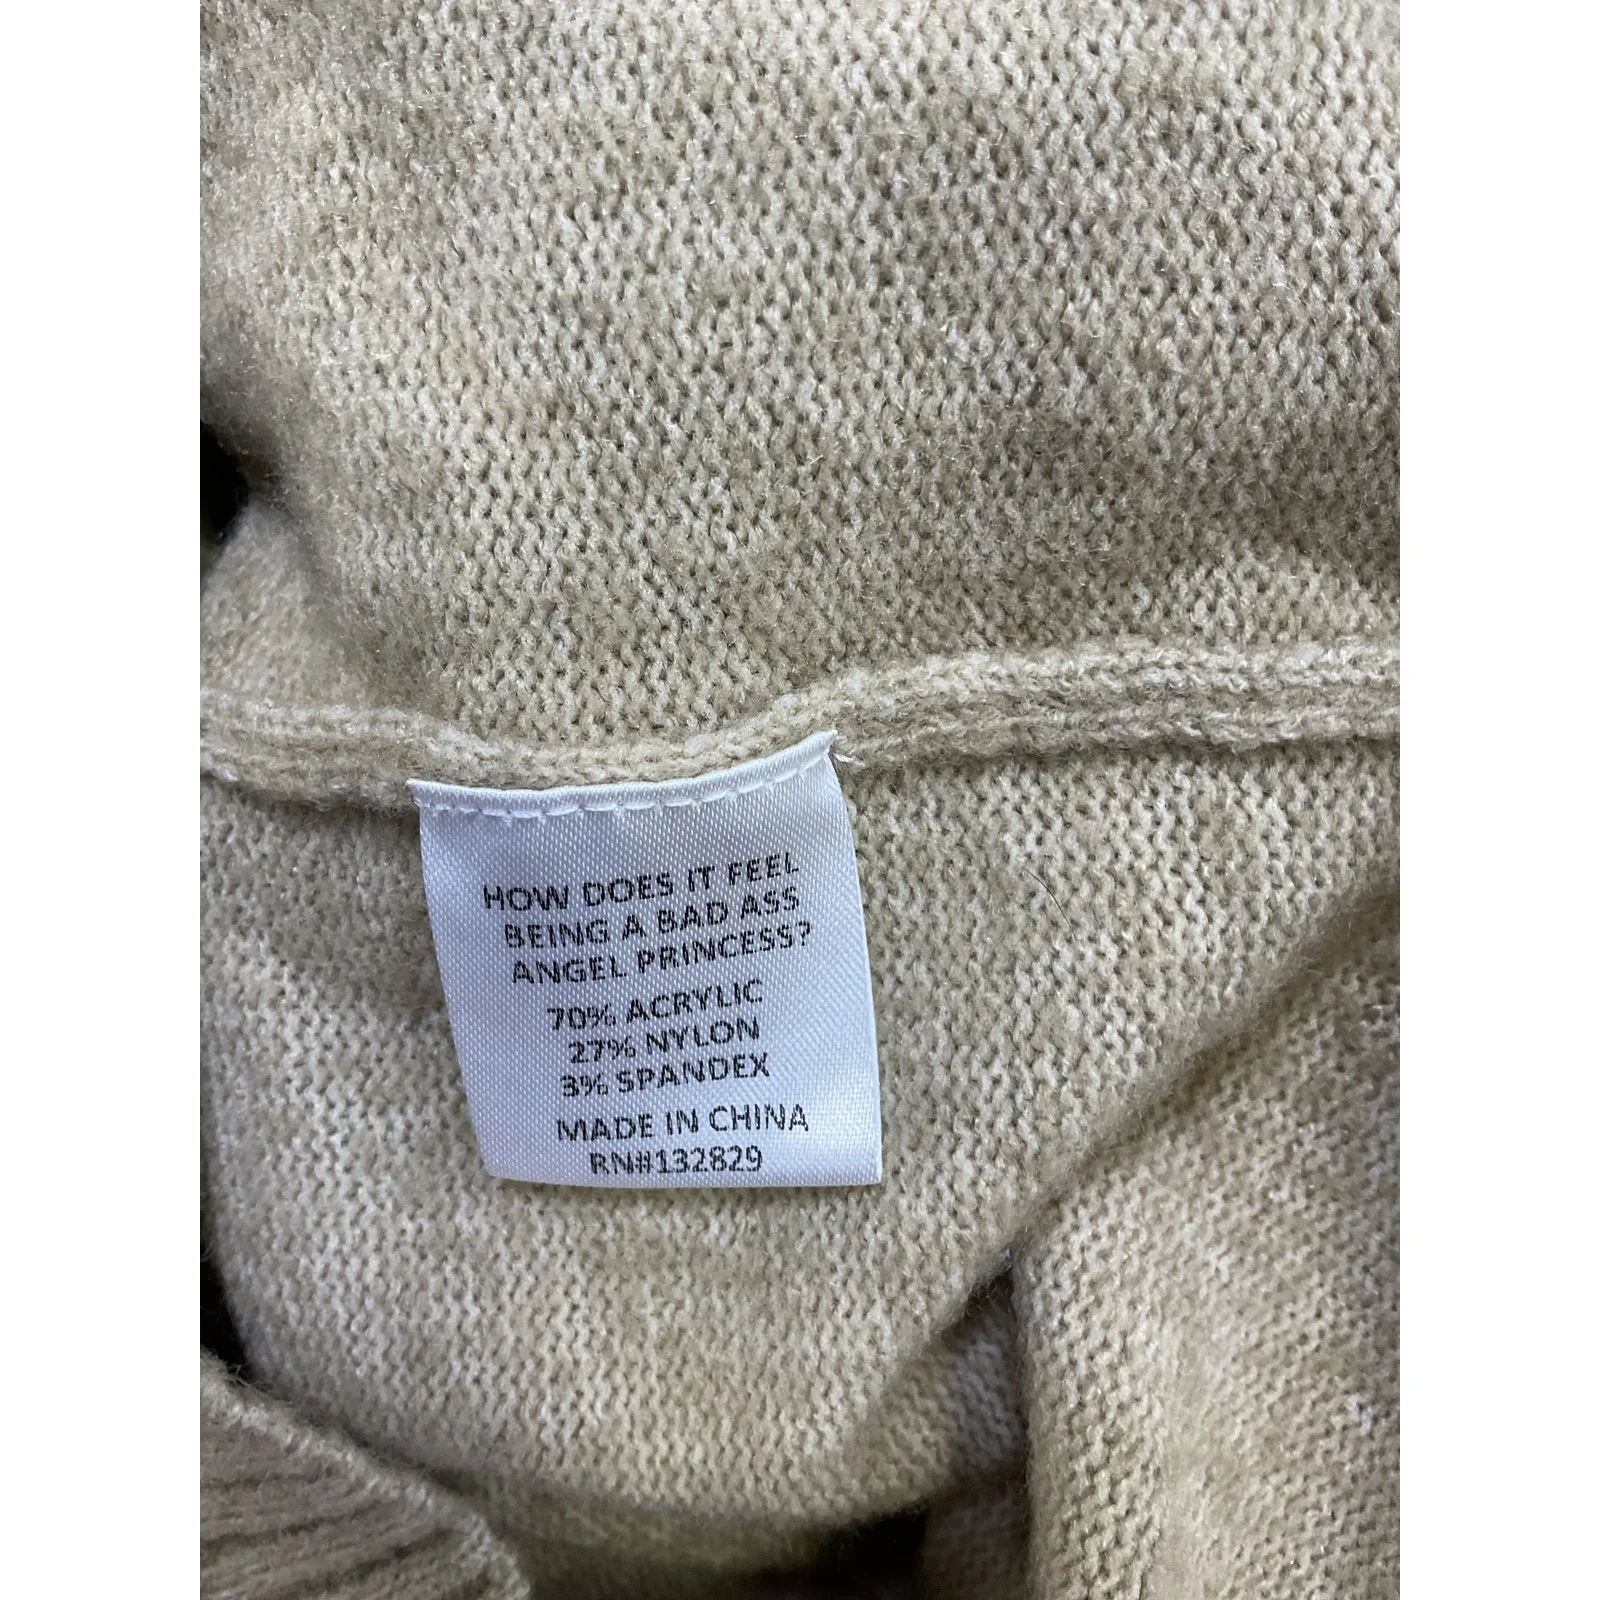 HOW DOES IT FEEL
BEING A BAD ASS
ANGEL PRINCESS?
70% ACRYLIC
27% NYLON
3% SPANDEX
MADE IN CHINA
RN#132829